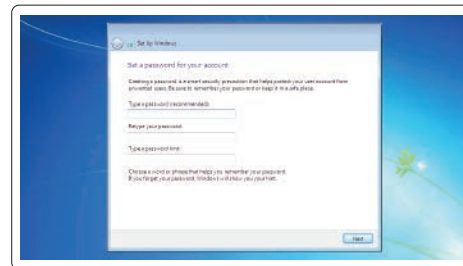 Set Up Windows
Set a password for your account
Creating a password is a smart security precaution that helps protect your user account from
unwanted users. Be sure to remember your password or keep it in a safe place.
Type a password (recommended):
Retype your password:
Type a password hint:
Choose a word or phrase that helps you remember your password.
If you forget your password, Windows will show you your hint.
Next